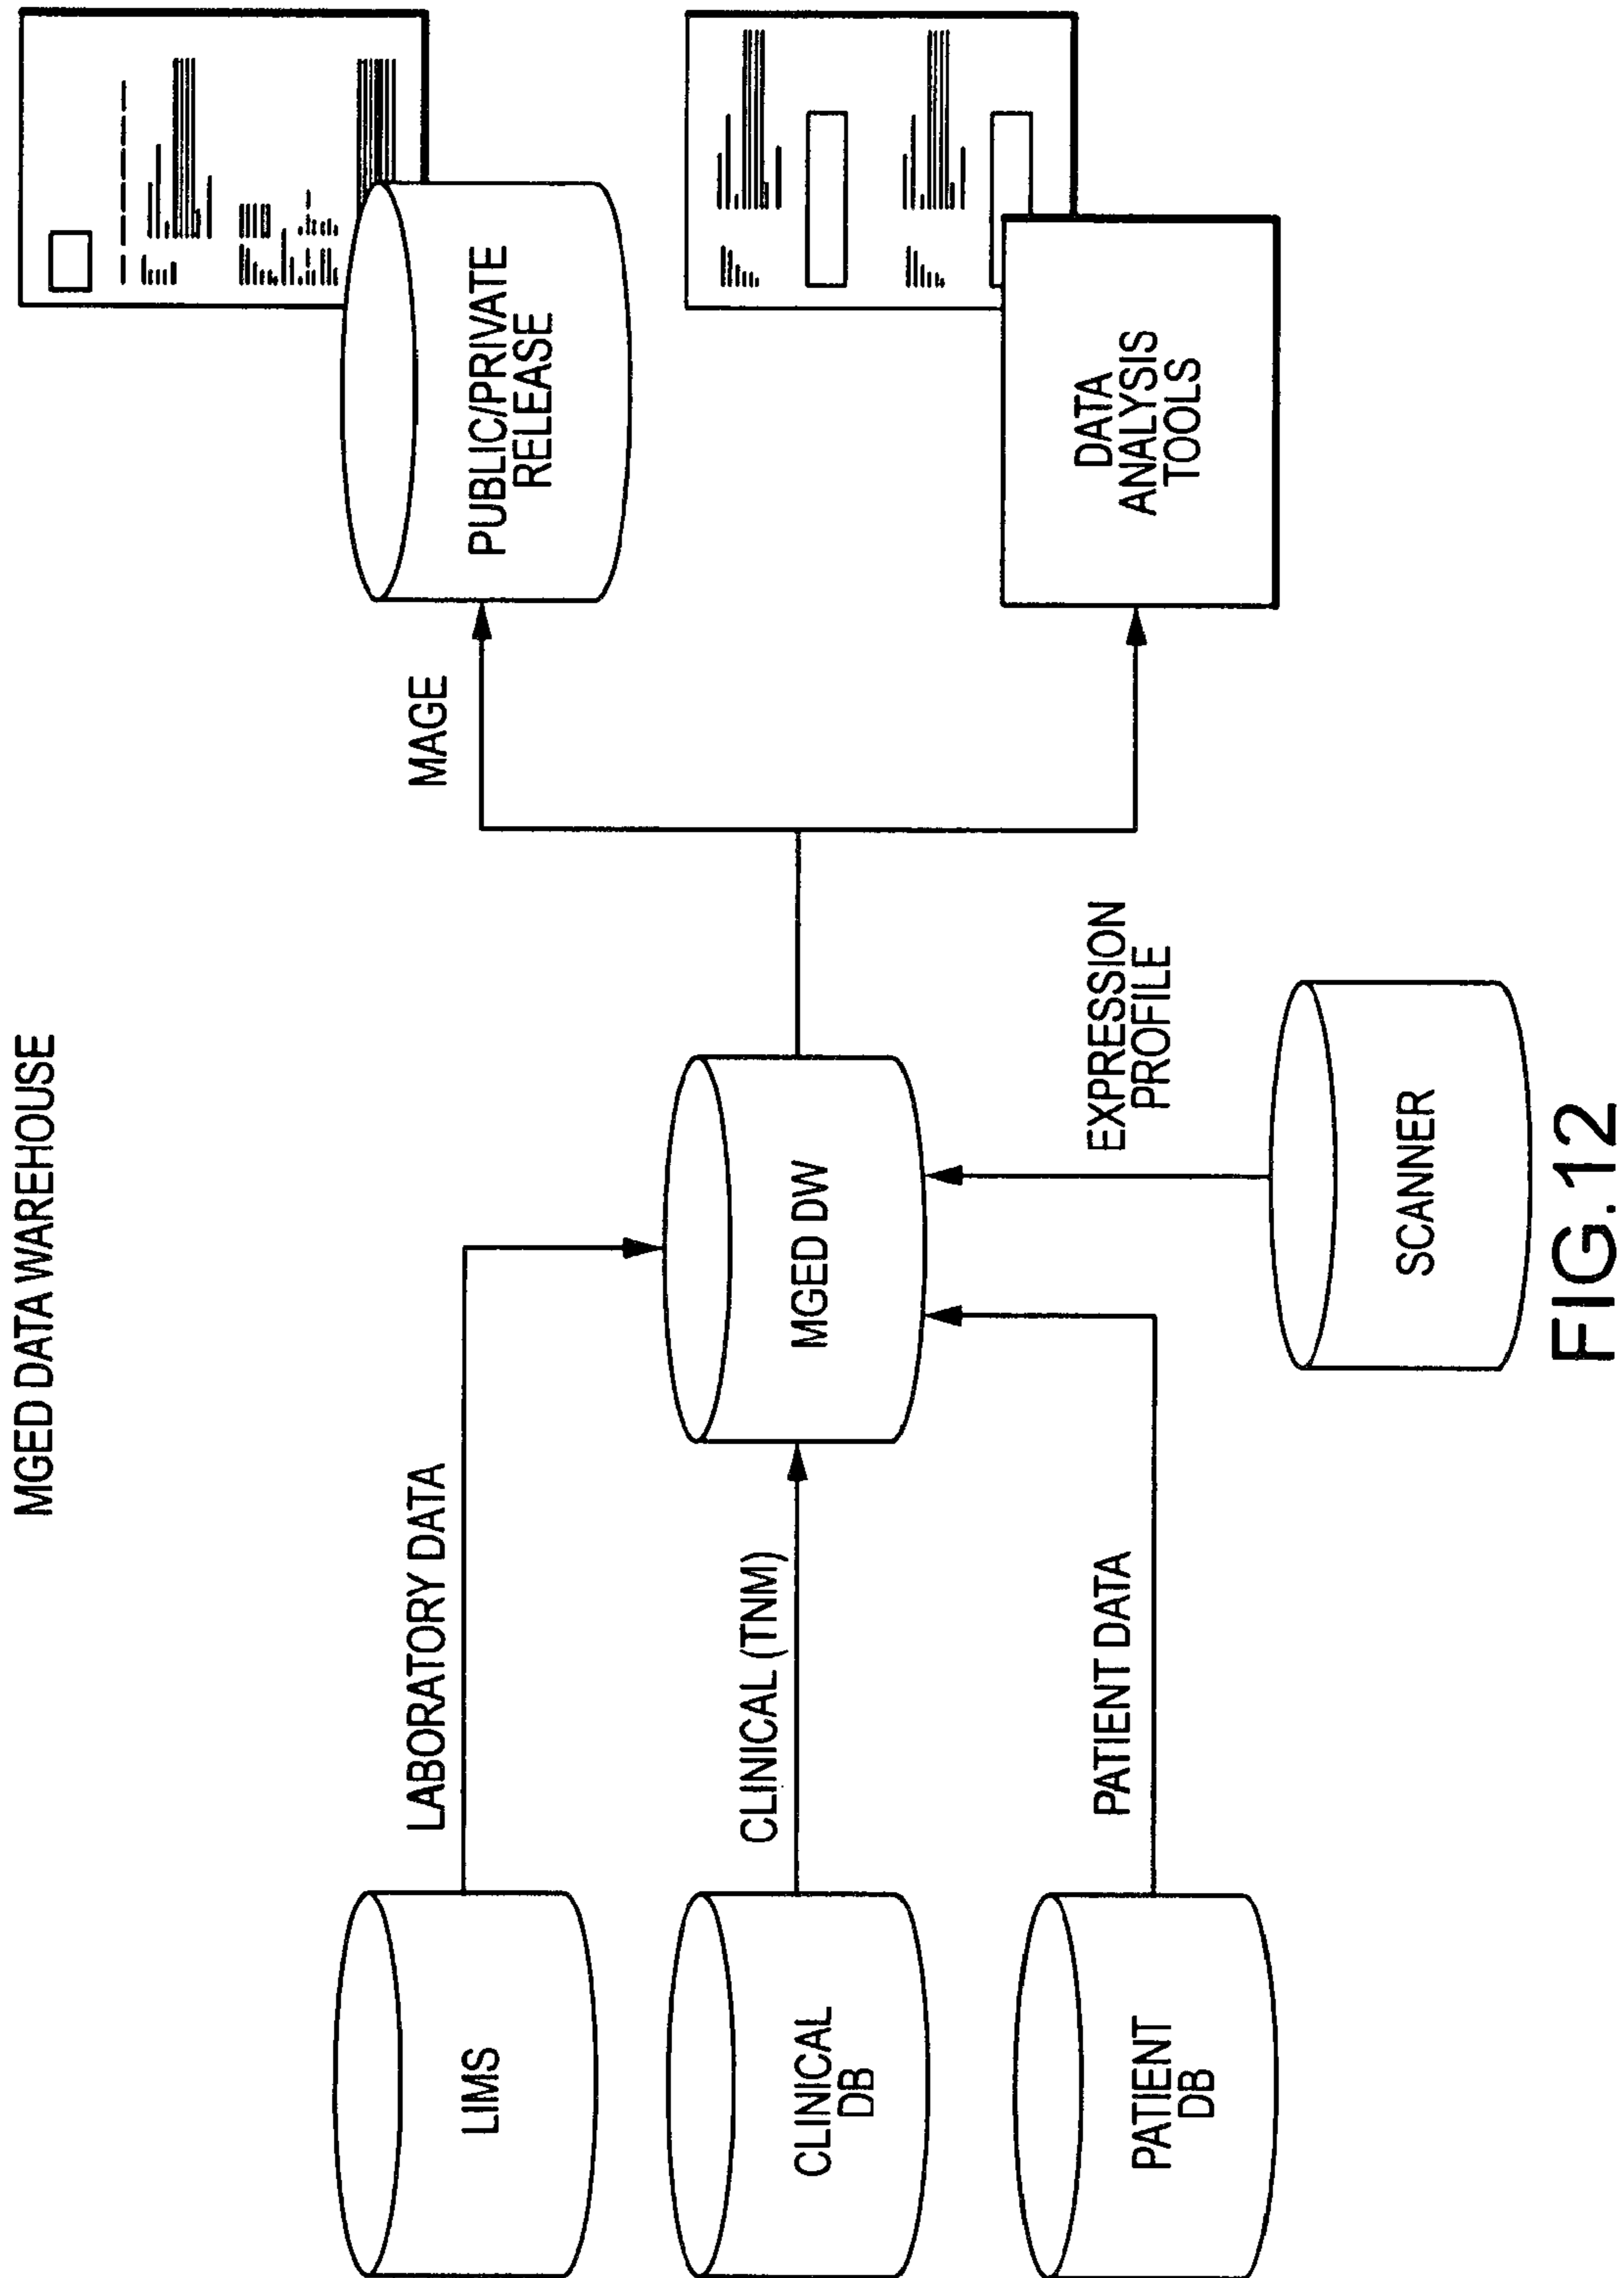 MGED DATA WAREHOUSE
LIMS
LABORATORY DATA
CLINICAL
DB
CLINICAL (TNM)
PATIENT
DB
PATIENT DATA
MGED DW
EXPRESSION
PROFILE
SCANNER
MAGE
PUBLIC/PRIVATE
RELEASE
DATA
ANALYSIS
TOOLS
FIG.12